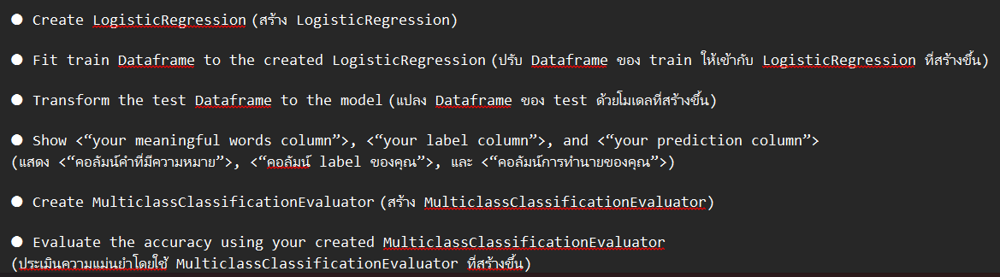 ● Create LogisticRegression (สร้าง LogisticRegression)
● Fit train Dataframe to the created LogisticRegression (ปรับ Dataframe ของ train ให้เข้ากับ LogisticRegression ที่สร้างขึ้น)
● Transform the test Dataframe to the model (แปลง Dataframe ของ test ด้วยโมเดลที่สร้างขึ้น)
● Show <“your meaningful words column”>, <“your label column”>, and <“your prediction column”>
(แสดง <“คอลัมน์คำที่มีความหมาย”>, <“คอลัมน์ label ของคุณ”>, และ <“คอลัมน์การทำนายของคุณ”>)
● Create MulticlassClassificationEvaluator (สร้าง MulticlassClassificationEvaluator)
● Evaluate the accuracy using your created MulticlassClassificationEvaluator
(ประเมินความแม่นยำโดยใช้ MulticlassClassificationEvaluator ที่สร้างขึ้น)